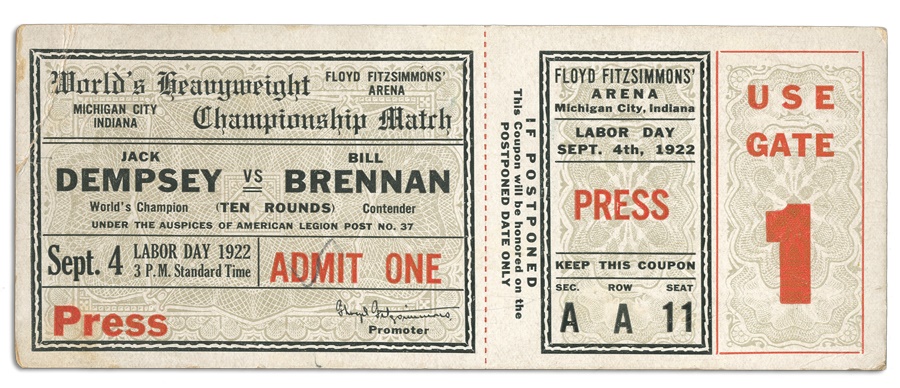 World's Heavyweight
FLOYD FITZSIMMONS'
ARENA
MICHIGAN CITY
INDIANA
Championship Match
JACK
DEMPSEY
VS
BILL
BRENNAN
World's Champion (TEN ROUNDS) Contender
UNDER THE AUSPICES OF AMERICAN LEGION POST NO. 37
Sept. 4
LABOR DAY 1922
3 P.M. Standard Time
ADMIT ONE
Press
Floyd Fitzsimmons
Promoter
IF POSTPONED
This Coupon will be honored on the
POSTPONED DATE ONLY
FLOYD FITZSIMMONS'
ARENA
Michigan City, Indiana
LABOR DAY
SEPT. 4th, 1922
PRESS
KEEP THIS COUPON
SEC. ROW SEAT
A A 11
USE
GATE
1